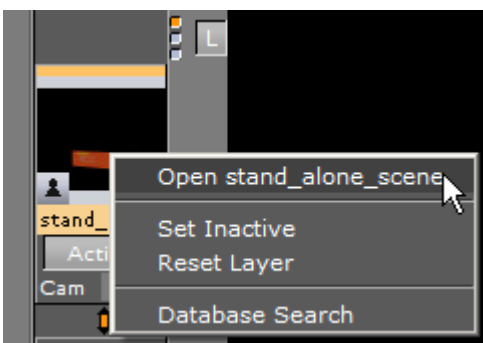 L
Open stand_alone_scene
stand_
Set Inactive
Acti
Reset Layer
Cam
Database Search